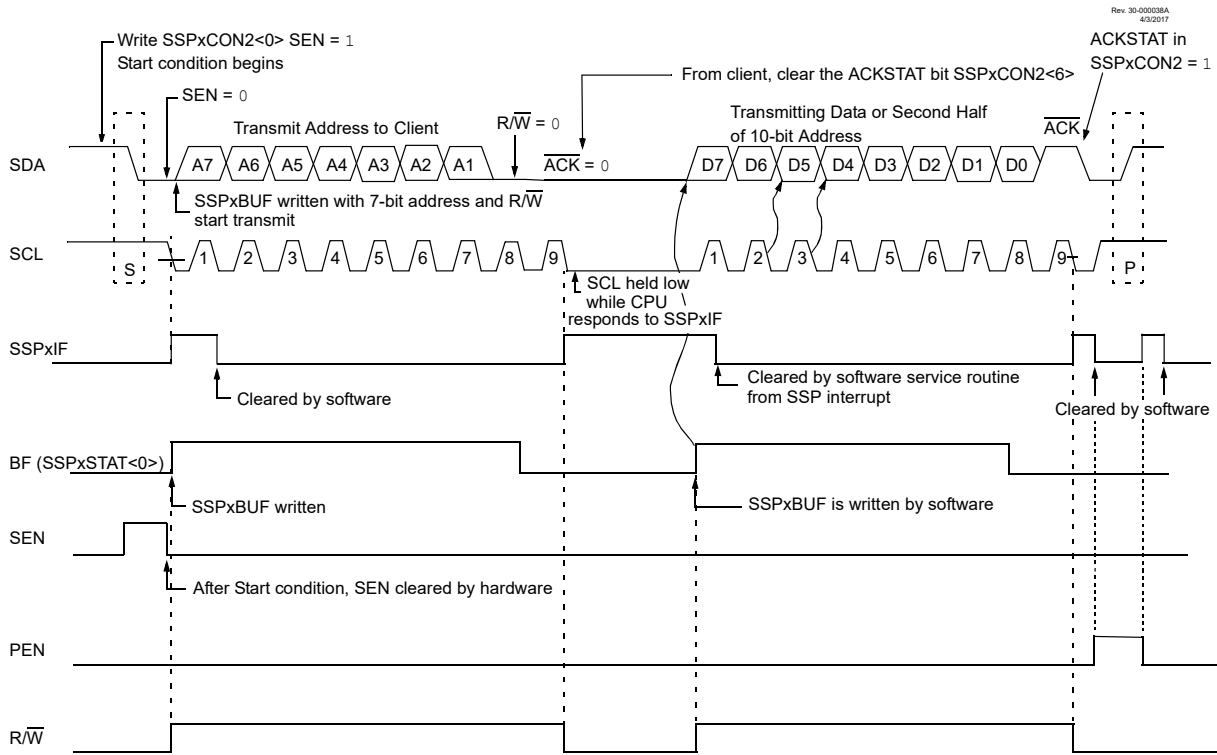 Rev. 30-000038A
4/3/2017
Write SSPxCON2<0> SEN = 1
Start condition begins
ACKSTAT in
SSPxCON2 = 1
From client, clear the ACKSTAT bit SSPxCON2<6>
SEN = 0
Transmit Address to Client
R/W̅ = 0
Transmitting Data or Second Half
of 10-bit Address
A̅C̅K̅
SDA
A7 A6 A5 A4 A3 A2 A1
A̅C̅K̅ = 0
D7 D6 D5 D4 D3 D2 D1 D0
SSPxBUF written with 7-bit address and R/W̅
start transmit
SCL
S
1 2 3 4 5 6 7 8 9
1 2 3 4 5 6 7 8 9
P
SCL held low
while CPU
responds to SSPxIF
SSPxIF
Cleared by software
Cleared by software service routine
from SSP interrupt
Cleared by software
BF (SSPxSTAT<0>)
SSPxBUF written
SSPxBUF is written by software
SEN
After Start condition, SEN cleared by hardware
PEN
R/W̅